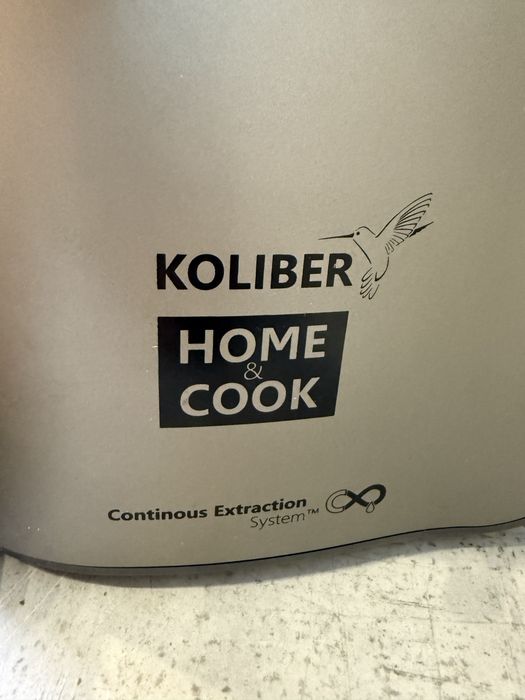 KOLIBER
HOME
&
COOK
Continous Extraction
System™